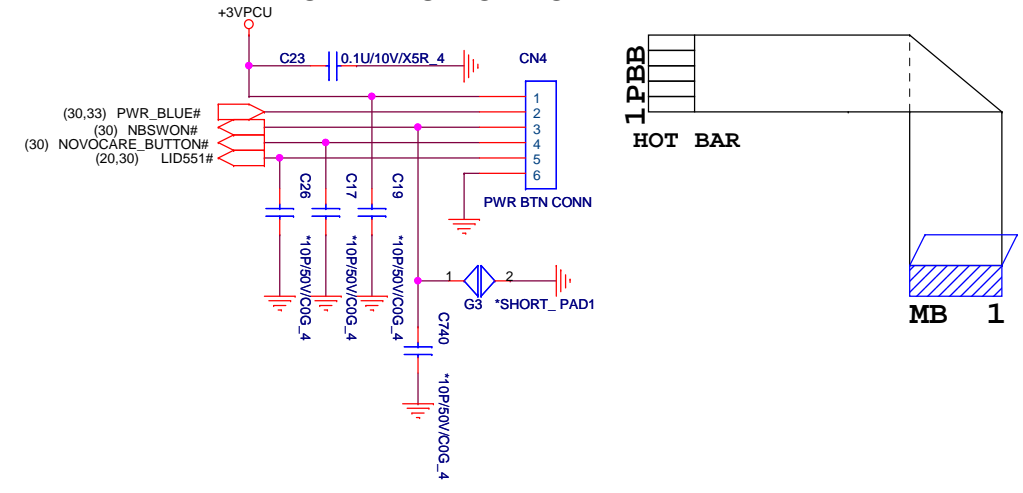 +3VPCU
C23 0.1U/10V/X5R_4 CN4
1
(30,33) PWR_BLUE# 2
(30) NBSWON# 3
(30) NOVOCARE_BUTTON# 4
(20,30) LID551# 5
6
PWR BTN CONN
C26 C17 C19
*10P/50V/C0G_4 *10P/50V/C0G_4 *10P/50V/C0G_4
1 2
G3 *SHORT_ PAD1
C740
*10P/50V/C0G_4
1PBB
HOT BAR
MB 1